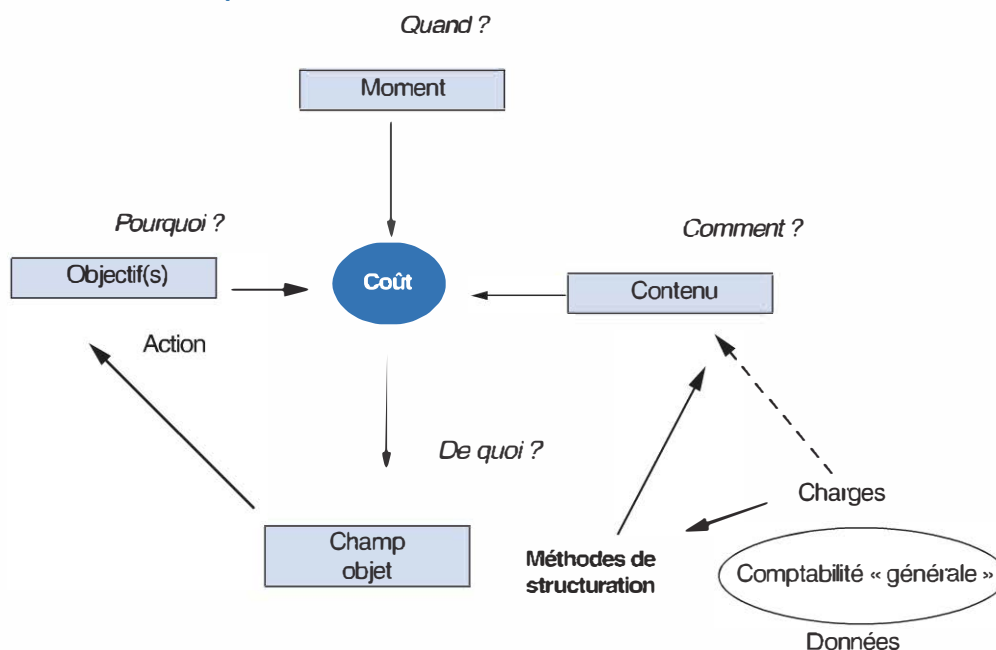 Quand ?
Moment
Pourquoi ?
Comment ?
Objectif(s)
Coût
Contenu
Action
De quoi ?
Charges
Champ
objet
Méthodes de
structuration
Comptabilité « générale »
Données